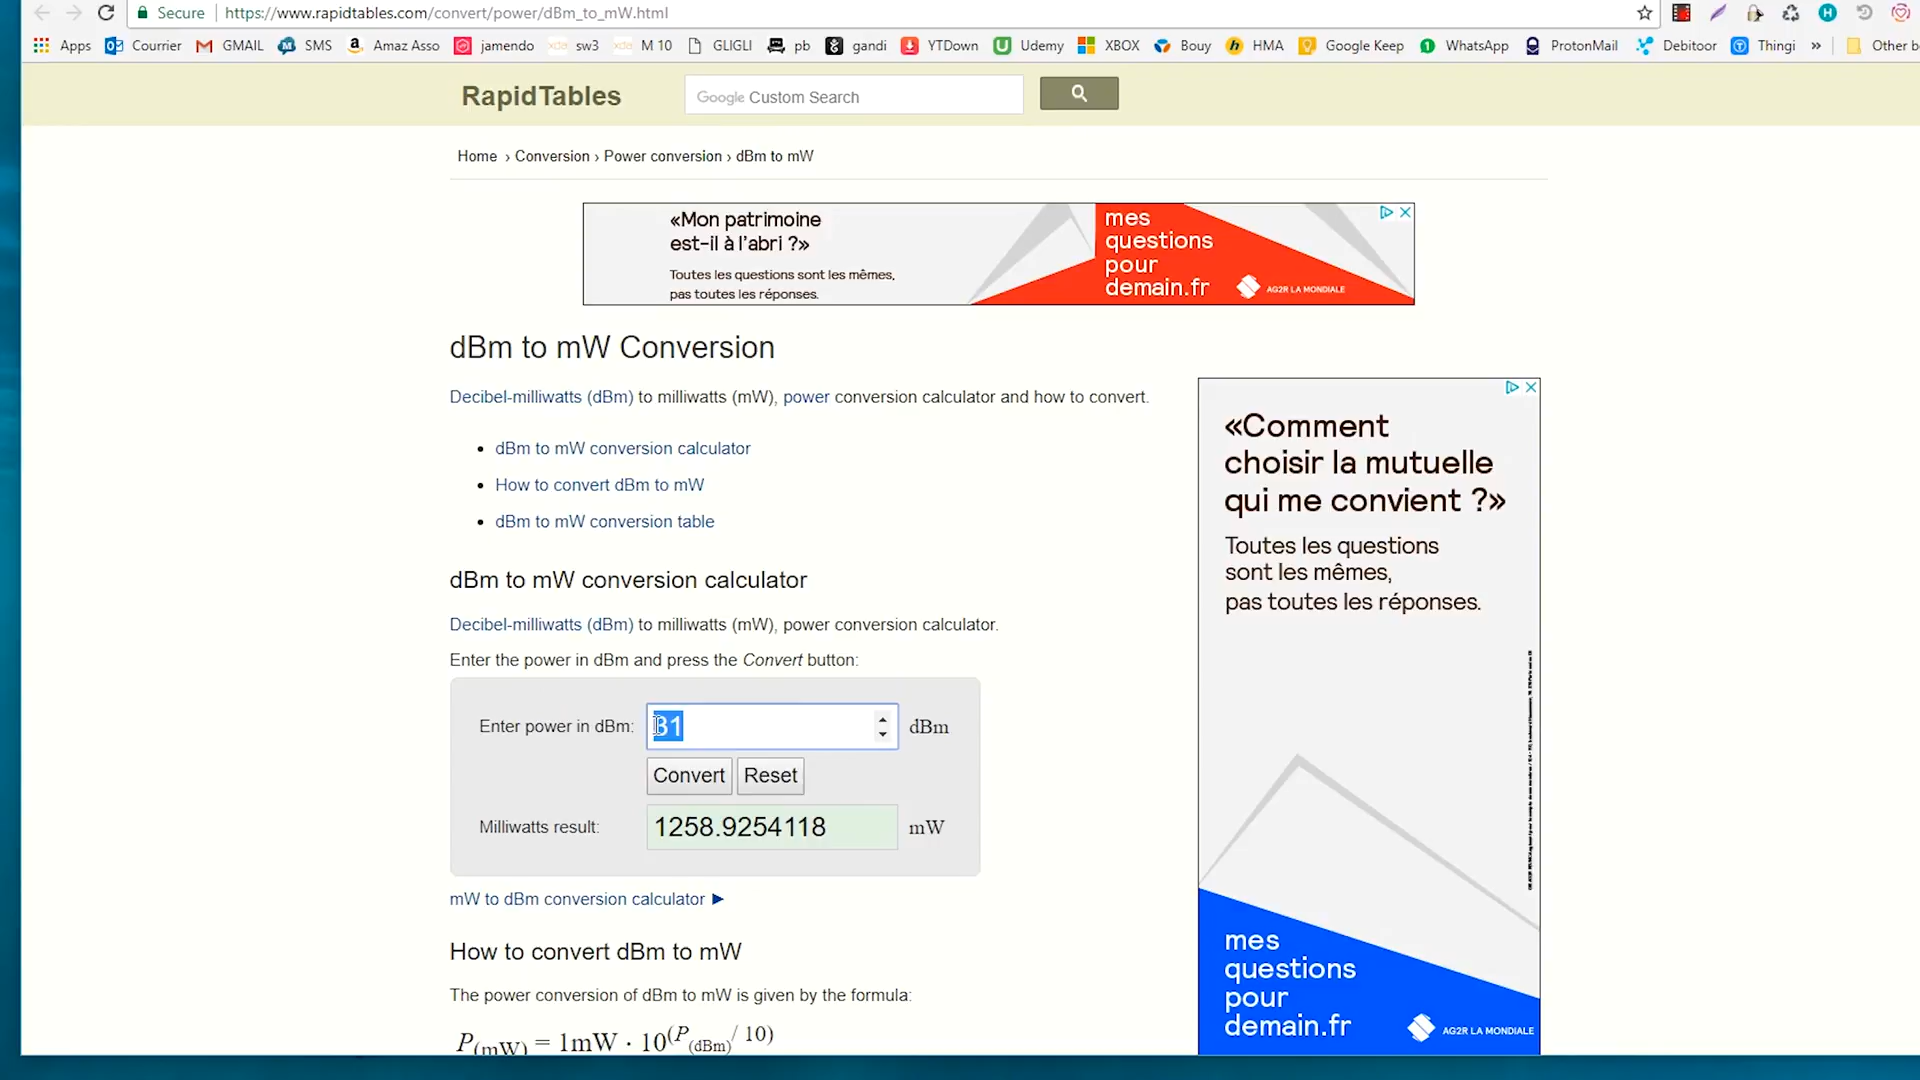 Secure https://www.rapidtables.com/convert/power/dBm_to_mW.html
Apps Courrier GMAIL SMS Amaz Asso jamendo sw3 M 10 GLIGLI pb gandi YTDown Udemy XBOX Bouy HMA Google Keep WhatsApp ProtonMail Debitoor Thingi » Other b
RapidTables
Google Custom Search
Home › Conversion › Power conversion › dBm to mW
«Mon patrimoine
est-il à l'abri ?»
Toutes les questions sont les mêmes,
pas toutes les réponses.
mes
questions
pour
demain.fr
AG2R LA MONDIALE
dBm to mW Conversion
Decibel-milliwatts (dBm) to milliwatts (mW), power conversion calculator and how to convert.
• dBm to mW conversion calculator
• How to convert dBm to mW
• dBm to mW conversion table
dBm to mW conversion calculator
Decibel-milliwatts (dBm) to milliwatts (mW), power conversion calculator.
Enter the power in dBm and press the Convert button:
Enter power in dBm: 31 dBm
Convert Reset
Milliwatts result: 1258.9254118 mW
mW to dBm conversion calculator ►
How to convert dBm to mW
The power conversion of dBm to mW is given by the formula:
P(mW) = 1mW · 10(P(dBm)/ 10)
«Comment
choisir la mutuelle
qui me convient ?»
Toutes les questions
sont les mêmes,
pas toutes les réponses.
mes
questions
pour
demain.fr
AG2R LA MONDIALE